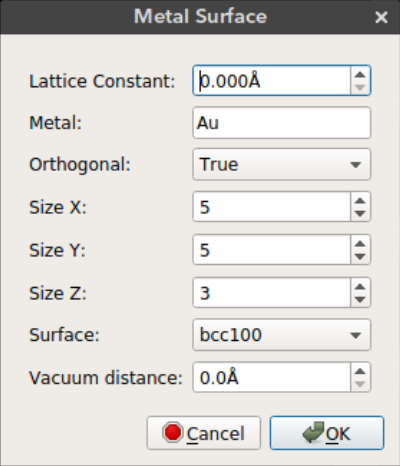 Metal Surface
Lattice Constant: 0.000Å
Metal: Au
Orthogonal: True
Size X: 5
Size Y: 5
Size Z: 3
Surface: bcc100
Vacuum distance: 0.0Å
Cancel OK